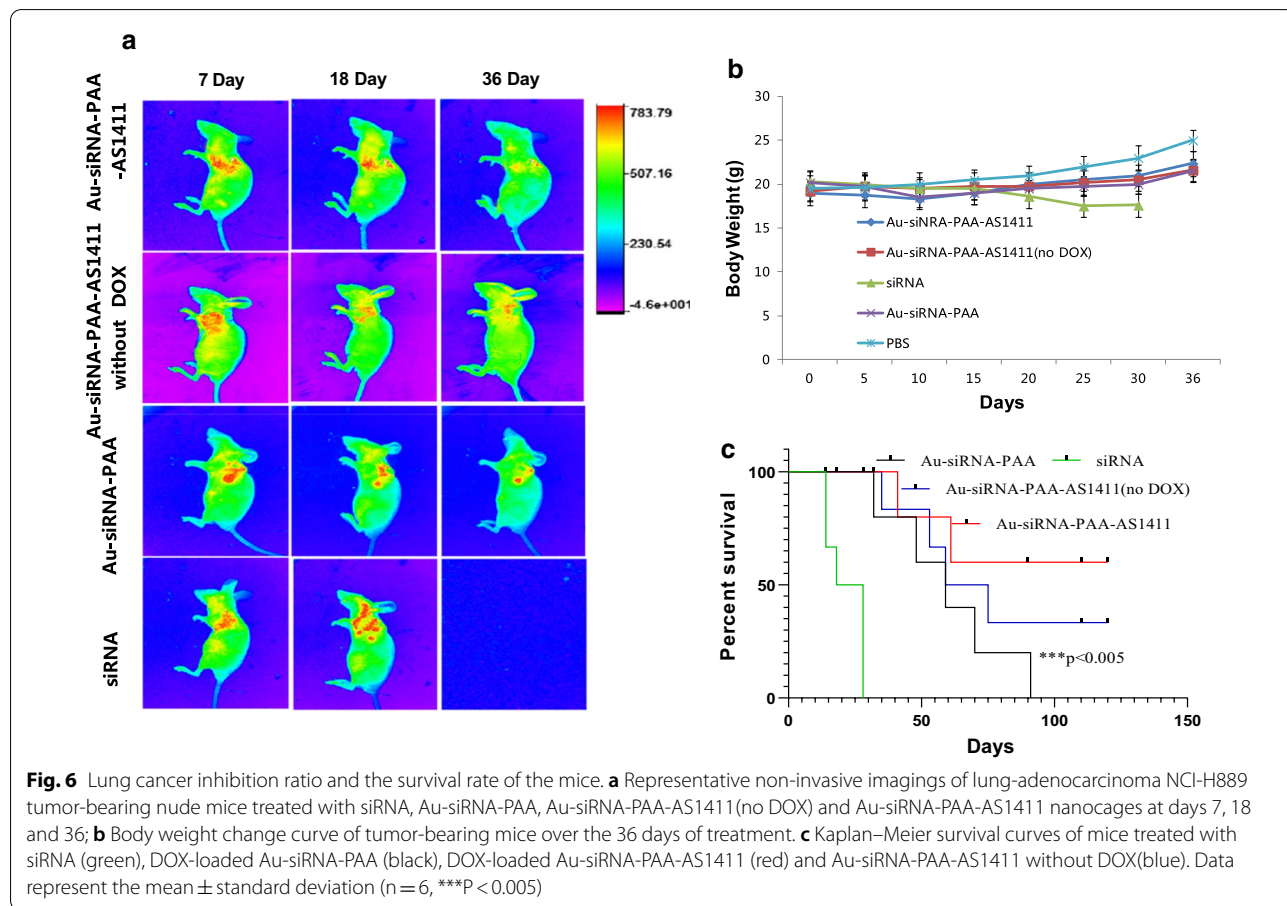 a
7 Day
18 Day
36 Day
Au-siRNA-PAA
-AS1411
Au-siRNA-PAA-AS1411
without DOX
Au-siRNA-PAA
siRNA
783.79
507.16
230.54
-4.6e+001
b
Body Weight (g)
30
25
20
15
10
5
0
Au-siNRA-PAA-AS1411
Au-siRNA-PAA-AS1411(no DOX)
siRNA
Au-siRNA-PAA
PBS
0 5 10 15 20 25 30 36
Days
c
Percent survival
100
50
0
Au-siRNA-PAA siRNA
Au-siRNA-PAA-AS1411(no DOX)
Au-siRNA-PAA-AS1411
***p<0.005
0 50 100 150
Days
Fig. 6 Lung cancer inhibition ratio and the survival rate of the mice. a Representative non-invasive imagings of lung-adenocarcinoma NCI-H889
tumor-bearing nude mice treated with siRNA, Au-siRNA-PAA, Au-siRNA-PAA-AS1411(no DOX) and Au-siRNA-PAA-AS1411 nanocages at days 7, 18
and 36; b Body weight change curve of tumor-bearing mice over the 36 days of treatment. c Kaplan–Meier survival curves of mice treated with
siRNA (green), DOX-loaded Au-siRNA-PAA (black), DOX-loaded Au-siRNA-PAA-AS1411 (red) and Au-siRNA-PAA-AS1411 without DOX(blue). Data
represent the mean ± standard deviation (n = 6, ***P < 0.005)